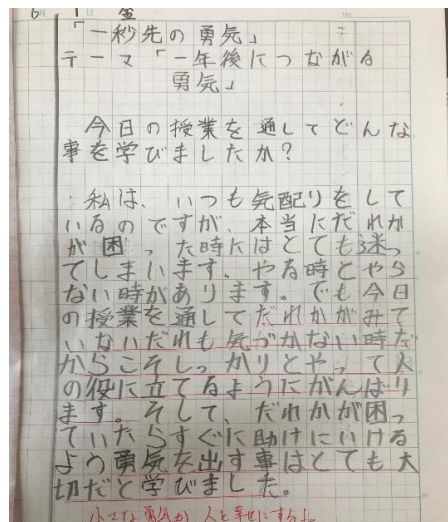 6 1 金
「一秒先の勇気」
テーマ「一年後につながる
勇気」
今日の授業を通してどんな
事を学びましたか?
私は、いつも気配りをして
いるのですが、本当にだれか
が困った時にはとても迷っ
てしまいます。やる時とやら
ない時があります。でも今日
の授業を通してだれかがみて
いないだれも気づかない時だ
からこそしっかりとやって人
の役に立てるようにがんばり
ます。そして、だれかが困っ
ていたらすぐに助けにいける
よう勇気を出す事はとても大
切だと学びました。
小さな勇気が人を幸せにする